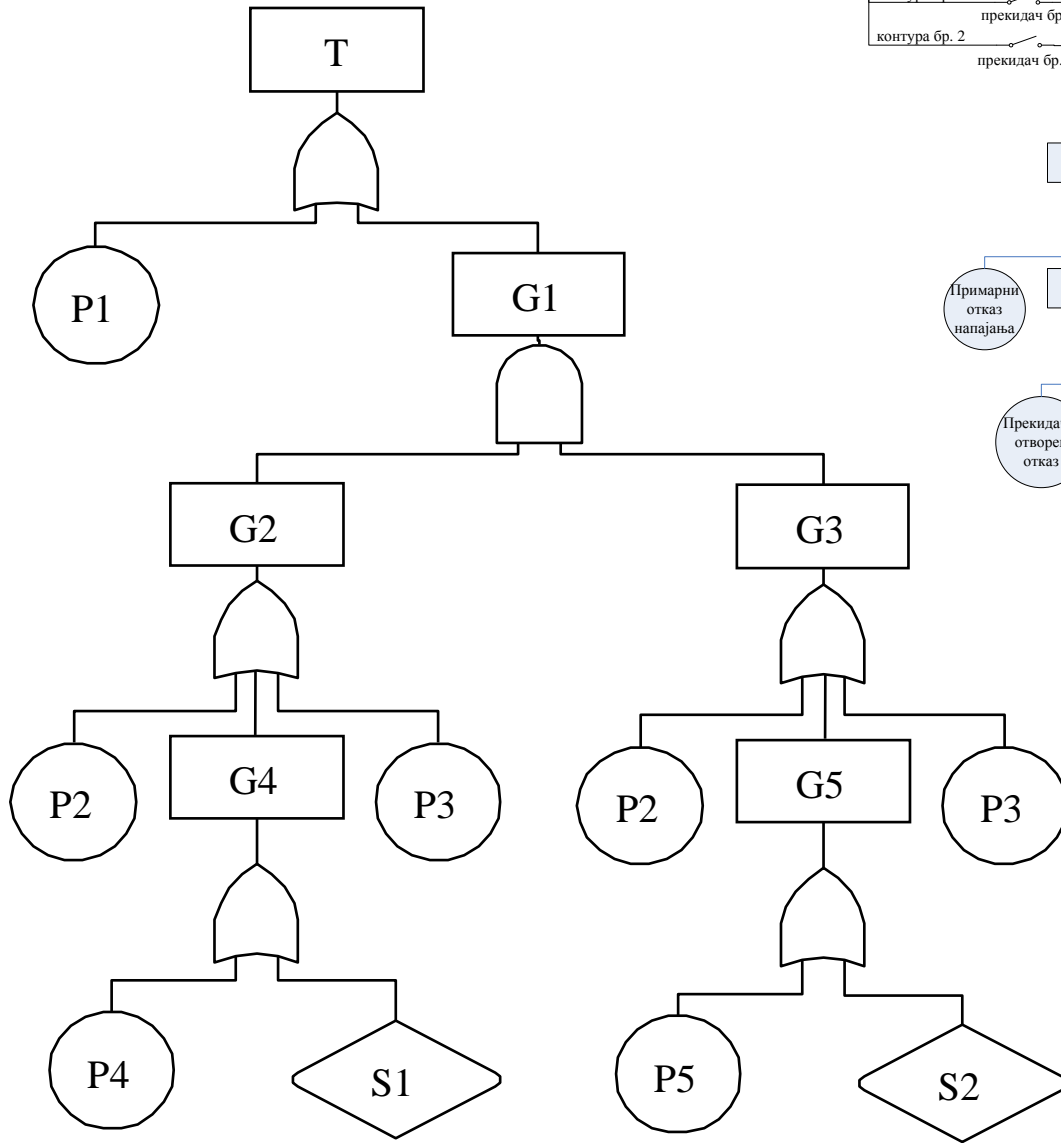 T
прекидач бр.
контура бр. 2
прекидач бр.
P1
G1
Примарни
отказ
напајања
отказ
G2
G3
P2
G4
P3
P2
G5
P3
P4
S1
P5
S2